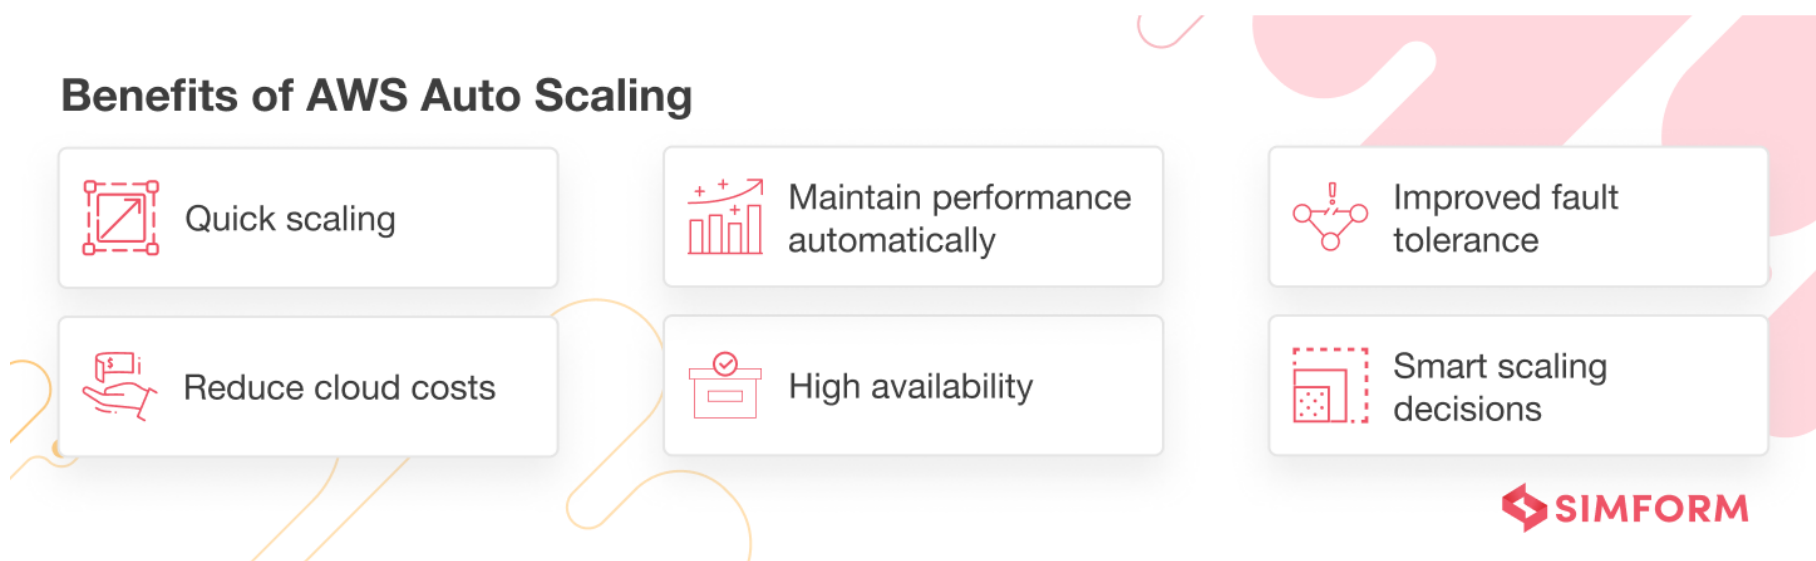 Benefits of AWS Auto Scaling
Quick scaling
Maintain performance
automatically
Improved fault
tolerance
Reduce cloud costs
High availability
Smart scaling
decisions
SIMFORM